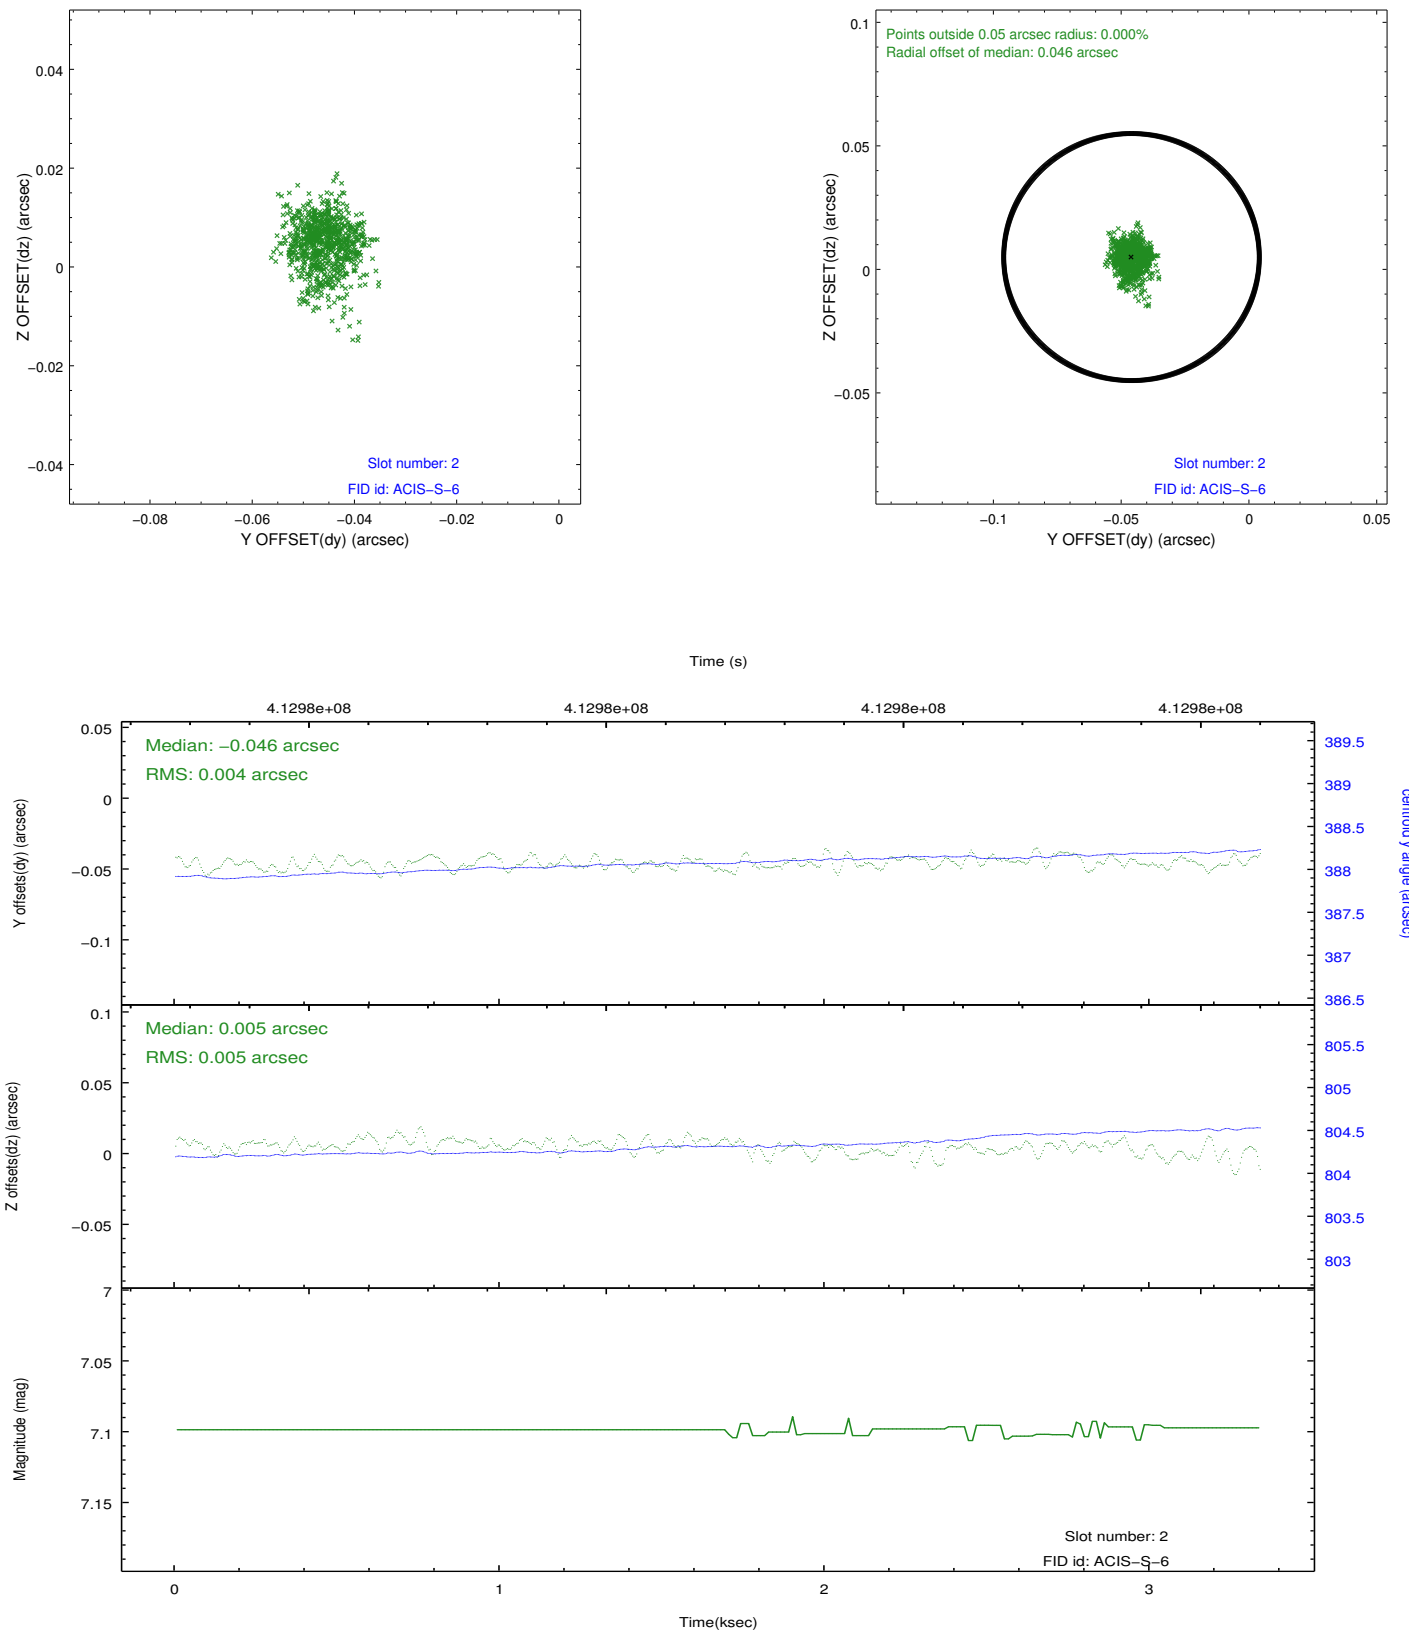 0.04
0.02
0
−0.02
−0.04
Z OFFSET(dz) (arcsec)
Slot number: 2
FID id: ACIS−S−6
−0.08
−0.06
−0.04
−0.02
0
Y OFFSET(dy) (arcsec)
0.1
0.05
0
−0.05
Z OFFSET(dz) (arcsec)
Points outside 0.05 arcsec radius: 0.000%
Radial offset of median: 0.046 arcsec
Slot number: 2
FID id: ACIS−S−6
−0.1
−0.05
0
0.05
Y OFFSET(dy) (arcsec)
Time (s)
4.1298e+08
4.1298e+08
4.1298e+08
4.1298e+08
0.05
0
−0.05
−0.1
Y offsets(dy) (arcsec)
Median: −0.046 arcsec
RMS: 0.004 arcsec
389.5
389
388.5
388
387.5
387
386.5
centroid y angle (arcsec)
0.1
0.05
0
−0.05
Z offsets(dz) (arcsec)
Median: 0.005 arcsec
RMS: 0.005 arcsec
805.5
805
804.5
804
803.5
803
7
7.05
7.1
7.15
Magnitude (mag)
Slot number: 2
FID id: ACIS−S−6
0
1
2
3
Time(ksec)